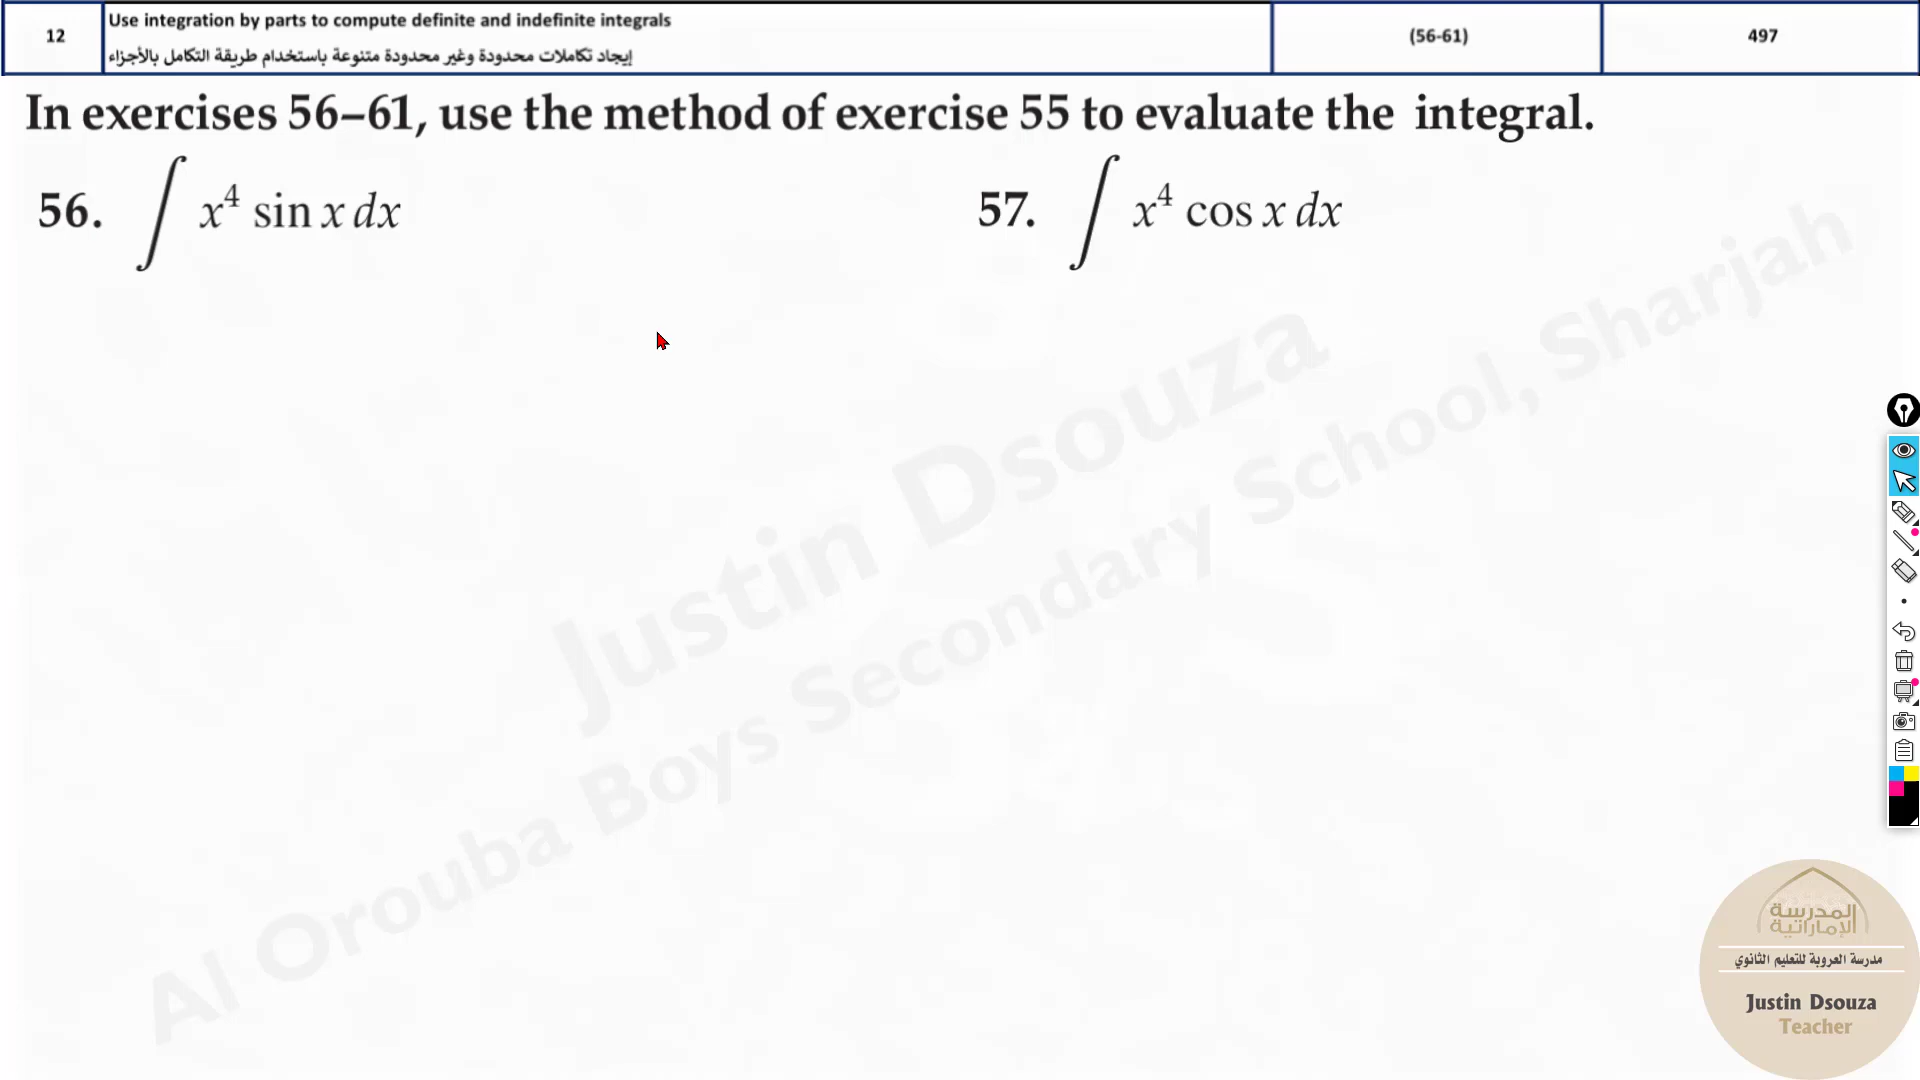 12
Use integration by parts to compute definite and indefinite integrals
إيجاد تكاملات محدودة وغير محدودة متنوعة باستخدام طريقة التكامل بالأجزاء
(56-61)
497
In exercises 56–61, use the method of exercise 55 to evaluate the integral.
56. ∫ x⁴ sin x dx
57. ∫ x⁴ cos x dx
Justin Dsouza
Al Orouba Boys Secondary School, Sharjah
المدرسة
الإماراتية
مدرسة العروبة للتعليم الثانوي
Justin Dsouza
Teacher